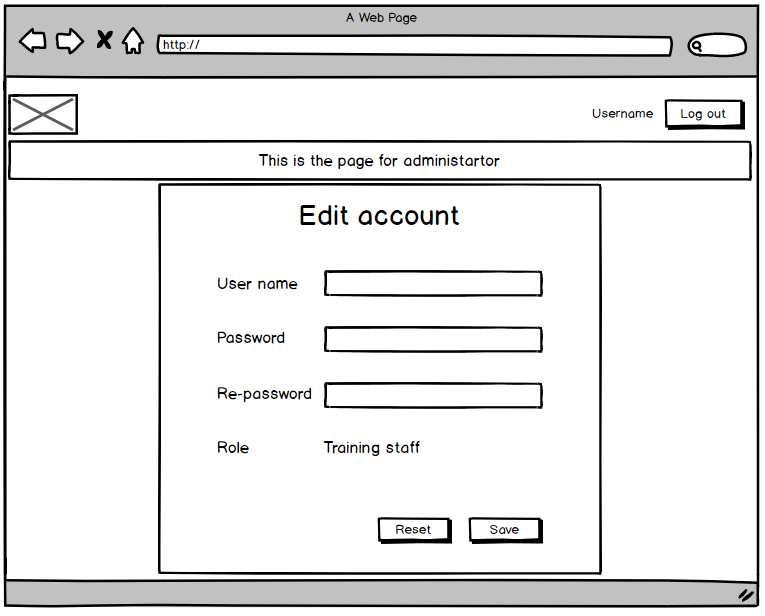 A Web Page
http://
Username
Log out
This is the page for administartor
Edit account
User name
Password
Re-password
Role Training staff
Reset Save